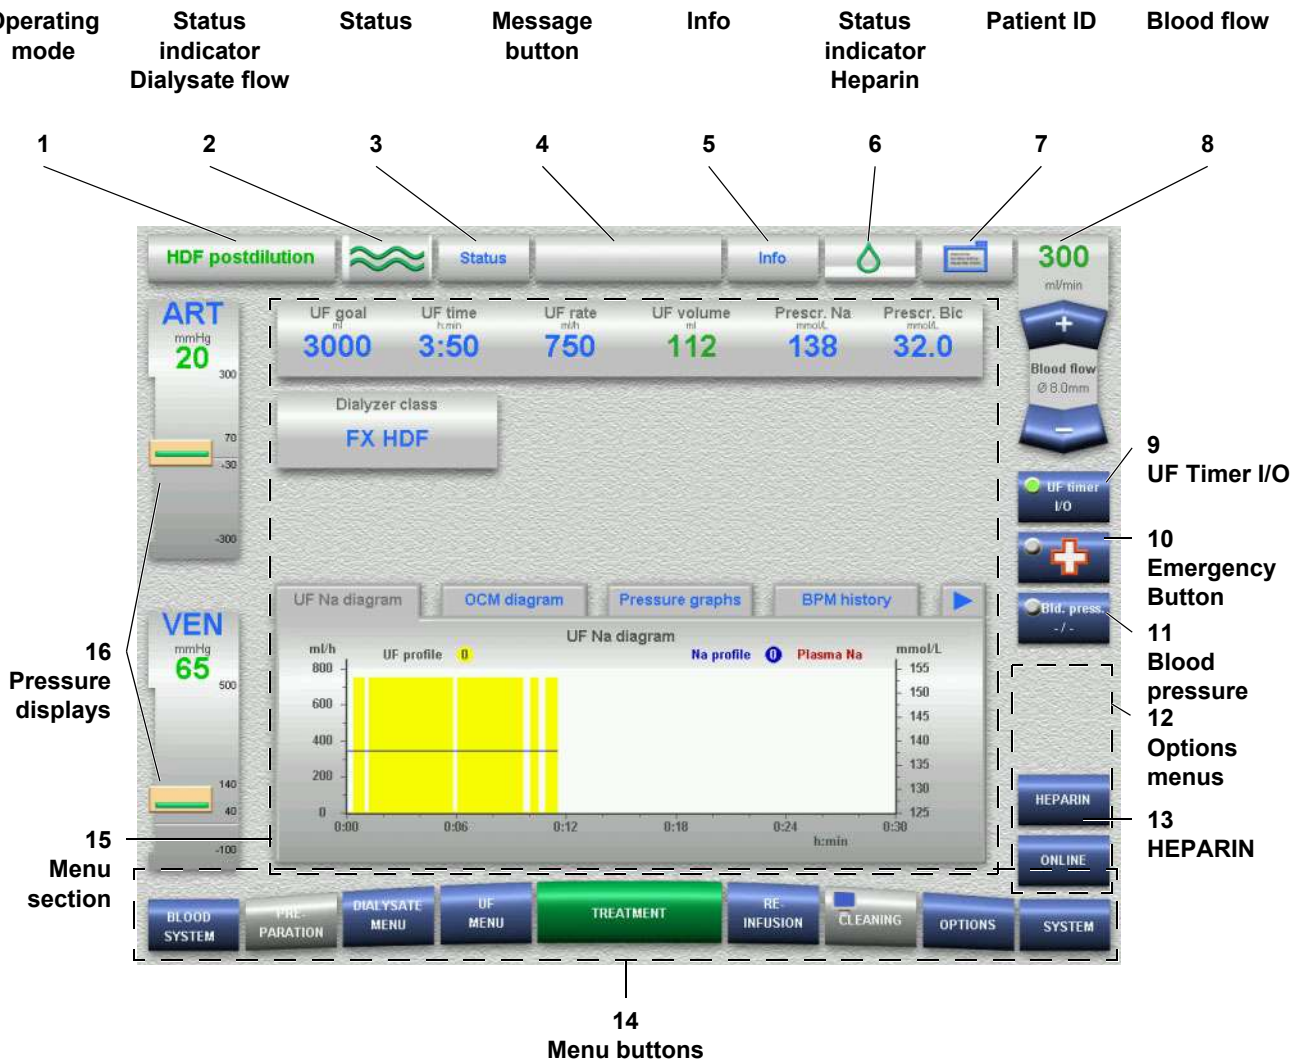 Operating
mode
Status
indicator
Dialysate flow
Status
Message
button
Info
Status
indicator
Heparin
Patient ID
Blood flow
1
2
3
4
5
6
7
8
HDF postdilution
Status
Info
300
ml/min
+
Blood flow
Ø 8.0mm
–
ART
mmHg
20
300
70
-30
-300
UF goal
ml
3000
UF time
h:min
3:50
UF rate
ml/h
750
UF volume
ml
112
Prescr. Na
mmol/L
138
Prescr. Bic
mmol/L
32.0
Dialyzer class
FX HDF
9
UF Timer I/O
UF timer
I/O
10
Emergency
Button
Bld. press.
-/-
11
Blood
pressure
12
Options
menus
HEPARIN
13
HEPARIN
ONLINE
16
Pressure
displays
VEN
mmHg
65
500
140
40
-100
UF Na diagram
OCM diagram
Pressure graphs
BPM history
UF Na diagram
ml/h
UF profile 0
Na profile 0 Plasma Na
mmol/L
800
600
400
200
0
155
150
145
140
135
130
125
0:00
0:06
0:12
0:18
0:24
0:30
h:min
15
Menu
section
BLOOD
SYSTEM
PRE-
PARATION
DIALYSATE
MENU
UF
MENU
TREATMENT
RE-
INFUSION
CLEANING
OPTIONS
SYSTEM
14
Menu buttons